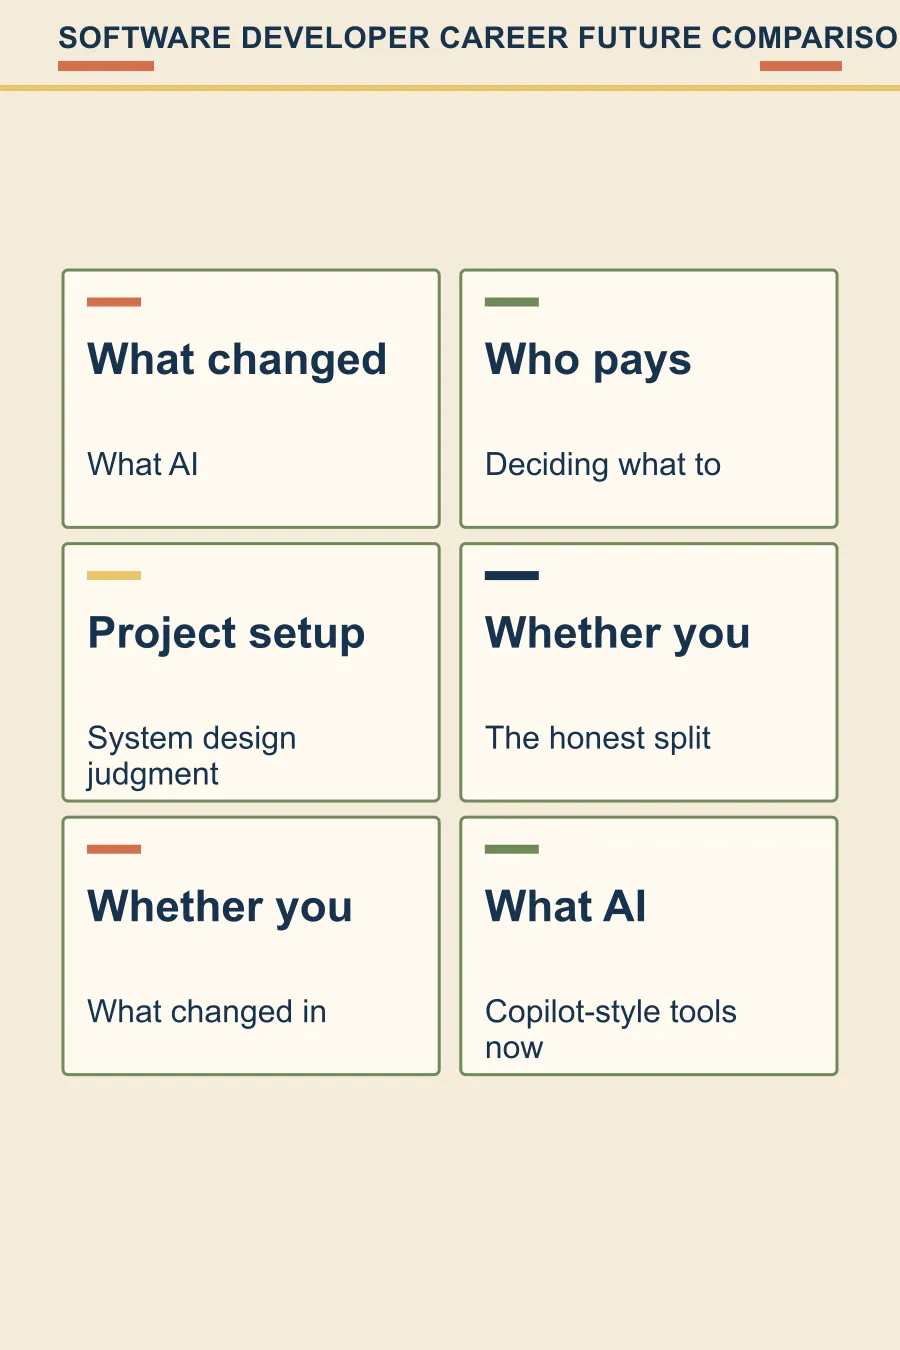 SOFTWARE DEVELOPER CAREER FUTURE COMPARISO
What changed
What AI
Who pays
Deciding what to
Project setup
System design
judgment
Whether you
The honest split
Whether you
What changed in
What AI
Copilot-style tools
now